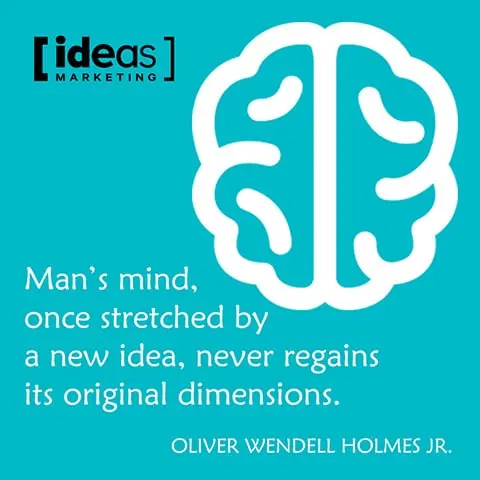 [ideas]
MARKETING
Man's mind,
once stretched by
a new idea, never regains
its original dimensions.
OLIVER WENDELL HOLMES JR.